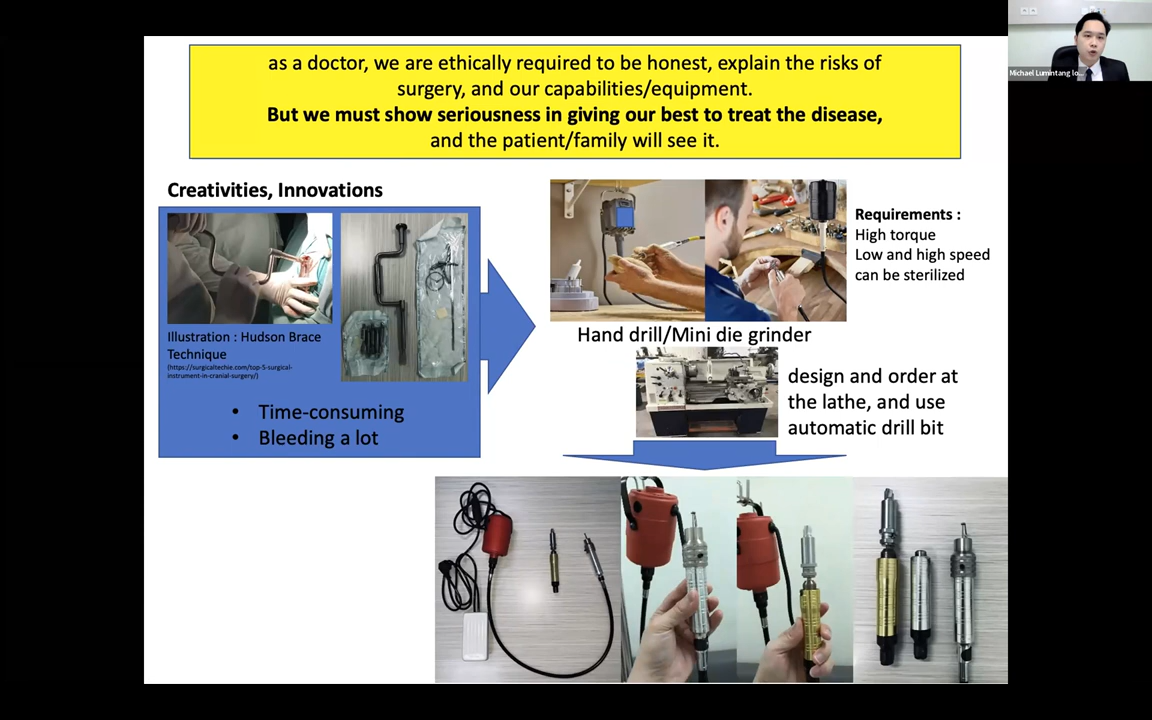 as a doctor, we are ethically required to be honest, explain the risks of
surgery, and our capabilities/equipment.
But we must show seriousness in giving our best to treat the disease,
and the patient/family will see it.
Michael Lumintang lo...
Creativities, Innovations
Illustration : Hudson Brace
Technique
(https://surgicaltechie.com/top-5-surgical-
instrument-in-cranial-surgery/)
• Time-consuming
• Bleeding a lot
Requirements :
High torque
Low and high speed
can be sterilized
Hand drill/Mini die grinder
design and order at
the lathe, and use
automatic drill bit